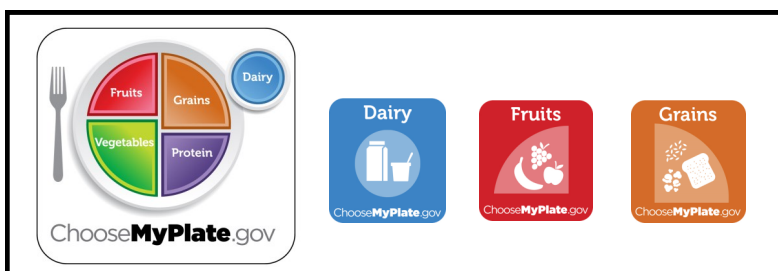 Fruits
Grains
Dairy
Vegetables
Protein
ChooseMyPlate.gov
Dairy
ChooseMyPlate.gov
Fruits
ChooseMyPlate.gov
Grains
ChooseMyPlate.gov